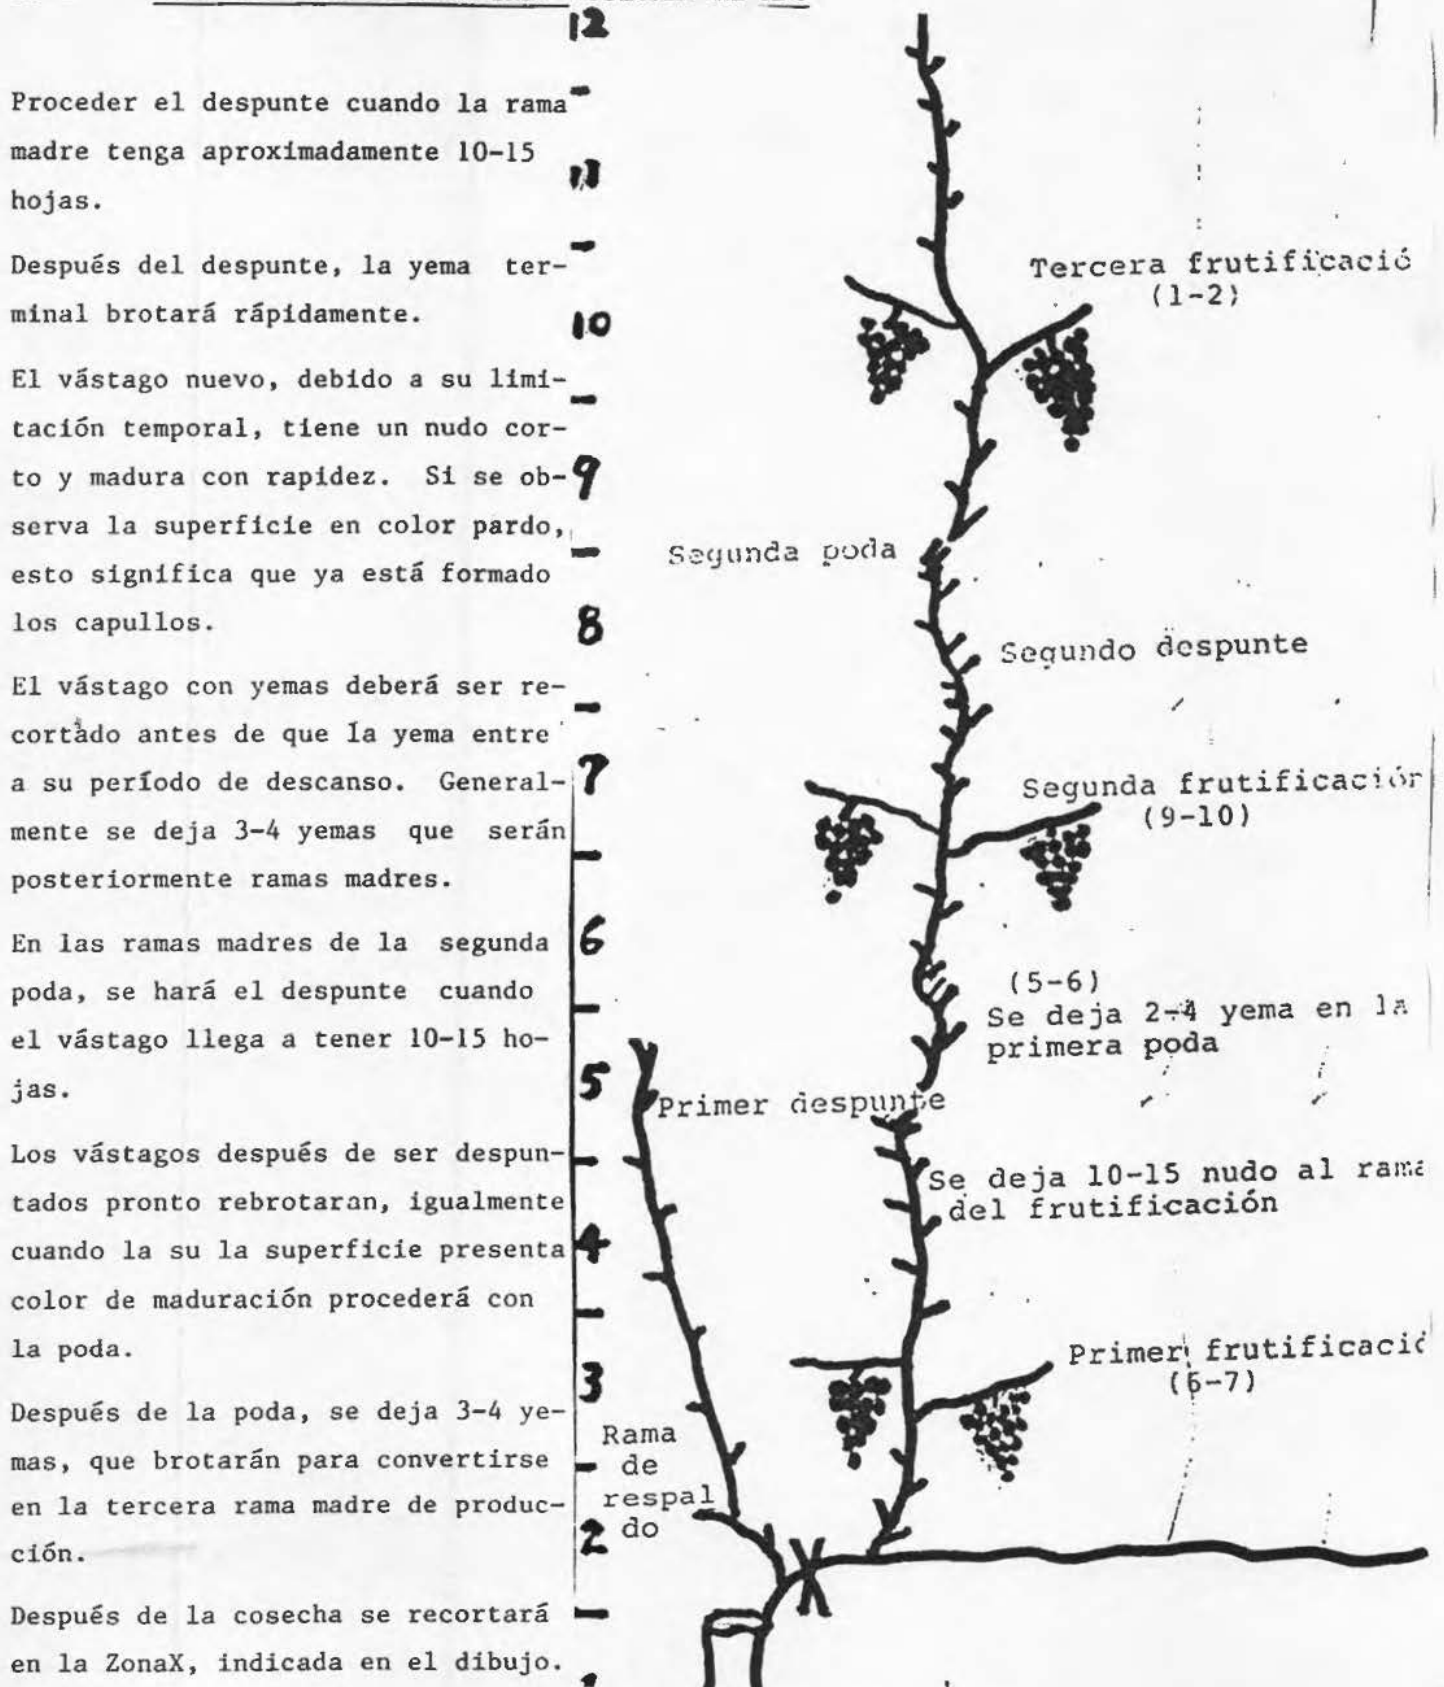 Proceder el despunte cuando la rama
madre tenga aproximadamente 10-15
hojas.
Después del despunte, la yema ter-
minal brotará rápidamente.
El vástago nuevo, debido a su limi-
tación temporal, tiene un nudo cor-
to y madura con rapidez. Si se ob-
serva la superficie en color pardo,
esto significa que ya está formado
los capullos.
El vástago con yemas deberá ser re-
cortado antes de que la yema entre
a su período de descanso. General-
mente se deja 3-4 yemas que serán
posteriormente ramas madres.
En las ramas madres de la segunda
poda, se hará el despunte cuando
el vástago llega a tener 10-15 ho-
jas.
Los vástagos después de ser despun-
tados pronto rebrotaran, igualmente
cuando la su la superficie presenta
color de maduración procederá con
la poda.
Después de la poda, se deja 3-4 ye-
mas, que brotarán para convertirse
en la tercera rama madre de produc-
ción.
Después de la cosecha se recortará
en la ZonaX, indicada en el dibujo.
12
11
10
9
8
7
6
5
4
3
2
Tercera frutificació
(1-2)
Segunda poda
Segundo despunte
Segunda frutificación
(9-10)
(5-6)
Se deja 2-4 yema en la
primera poda
Primer despunte
Se deja 10-15 nudo al rama
del frutificación
Primer frutificació
(6-7)
Rama
de
respal
do
X